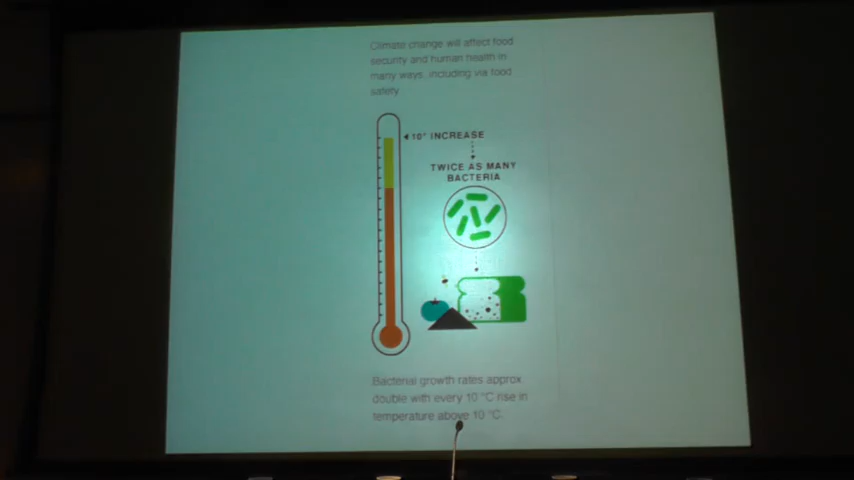 Climate change will affect food
security and human health in
many ways, including via food
safety
10° INCREASE
TWICE AS MANY
BACTERIA
Bacterial growth rates approx
double with every 10 °C rise in
temperature above 10 °C.